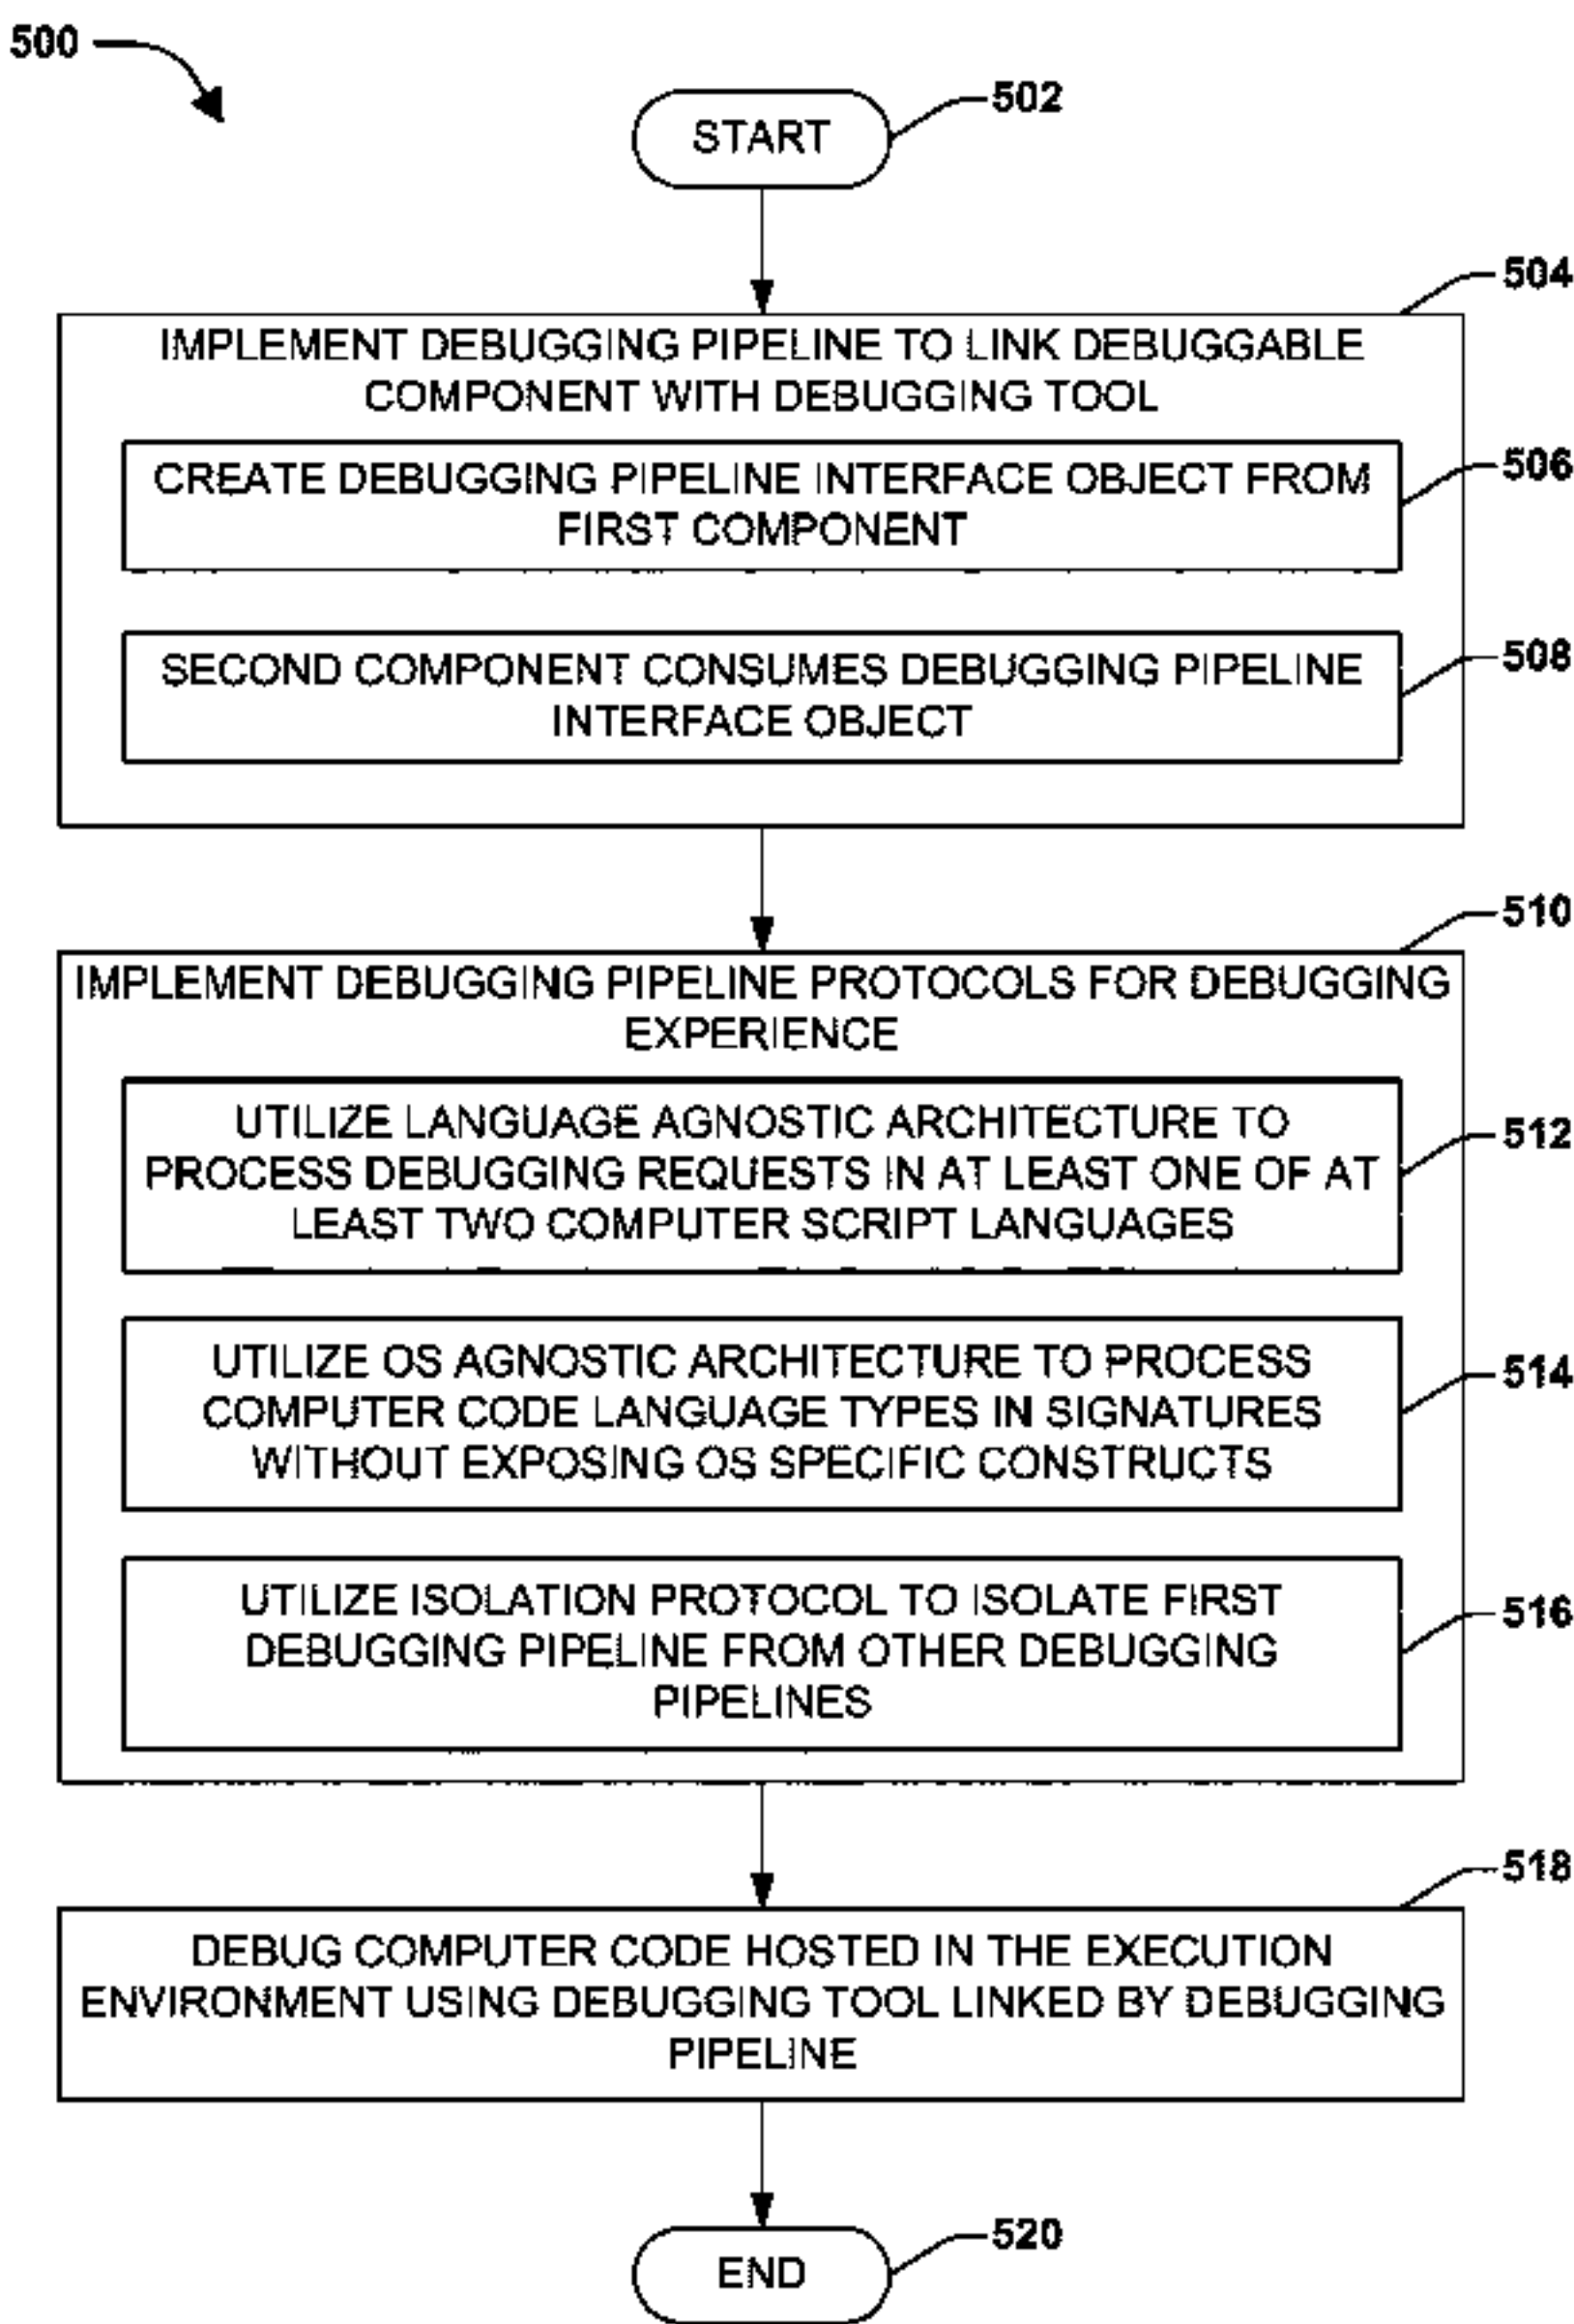 500
START
502
504
IMPLEMENT DEBUGGING PIPELINE TO LINK DEBUGGABLE
COMPONENT WITH DEBUGGING TOOL
506
CREATE DEBUGGING PIPELINE INTERFACE OBJECT FROM
FIRST COMPONENT
508
SECOND COMPONENT CONSUMES DEBUGGING PIPELINE
INTERFACE OBJECT
510
IMPLEMENT DEBUGGING PIPELINE PROTOCOLS FOR DEBUGGING
EXPERIENCE
512
UTILIZE LANGUAGE AGNOSTIC ARCHITECTURE TO
PROCESS DEBUGGING REQUESTS IN AT LEAST ONE OF AT
LEAST TWO COMPUTER SCRIPT LANGUAGES
514
UTILIZE OS AGNOSTIC ARCHITECTURE TO PROCESS
COMPUTER CODE LANGUAGE TYPES IN SIGNATURES
WITHOUT EXPOSING OS SPECIFIC CONSTRUCTS
516
UTILIZE ISOLATION PROTOCOL TO ISOLATE FIRST
DEBUGGING PIPELINE FROM OTHER DEBUGGING
PIPELINES
518
DEBUG COMPUTER CODE HOSTED IN THE EXECUTION
ENVIRONMENT USING DEBUGGING TOOL LINKED BY DEBUGGING
PIPELINE
520
END